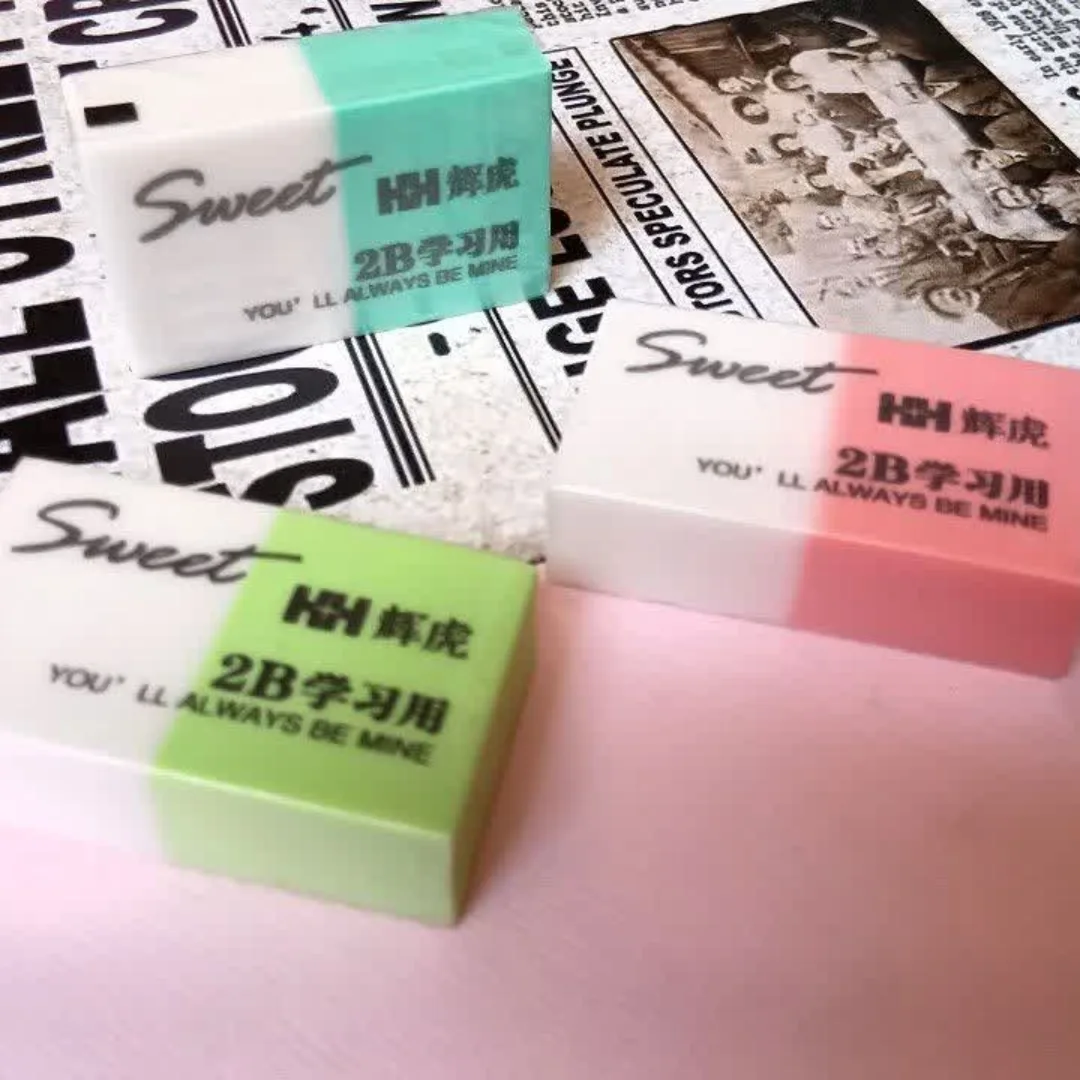 Sweet
HH 辉虎
2B学习用
YOU'LL ALWAYS BE MINE
Sweet
HH 辉虎
2B学习用
YOU'LL ALWAYS BE MINE
Sweet
HH 辉虎
2B学习用
YOU'LL ALWAYS BE MINE
TORS SPECULATE PLUNGE